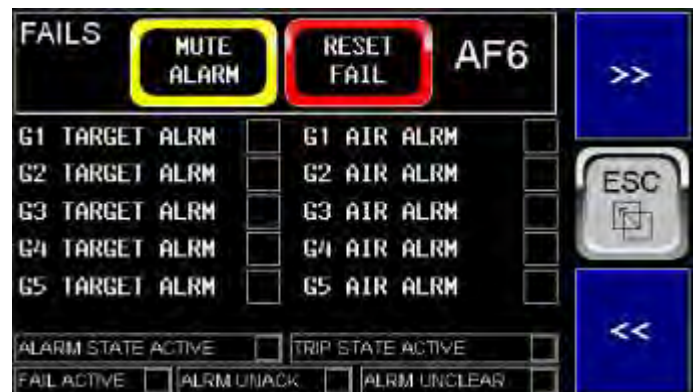 FAILS
MUTE ALARM
RESET FAIL
AF6
>>
G1 TARGET ALRM
G1 AIR ALRM
G2 TARGET ALRM
G2 AIR ALRM
G3 TARGET ALRM
G3 AIR ALRM
G4 TARGET ALRM
G4 AIR ALRM
G5 TARGET ALRM
G5 AIR ALRM
ESC
<<
ALARM STATE ACTIVE
TRIP STATE ACTIVE
FAIL ACTIVE
ALRM UNACK
ALRM UNCLEAR